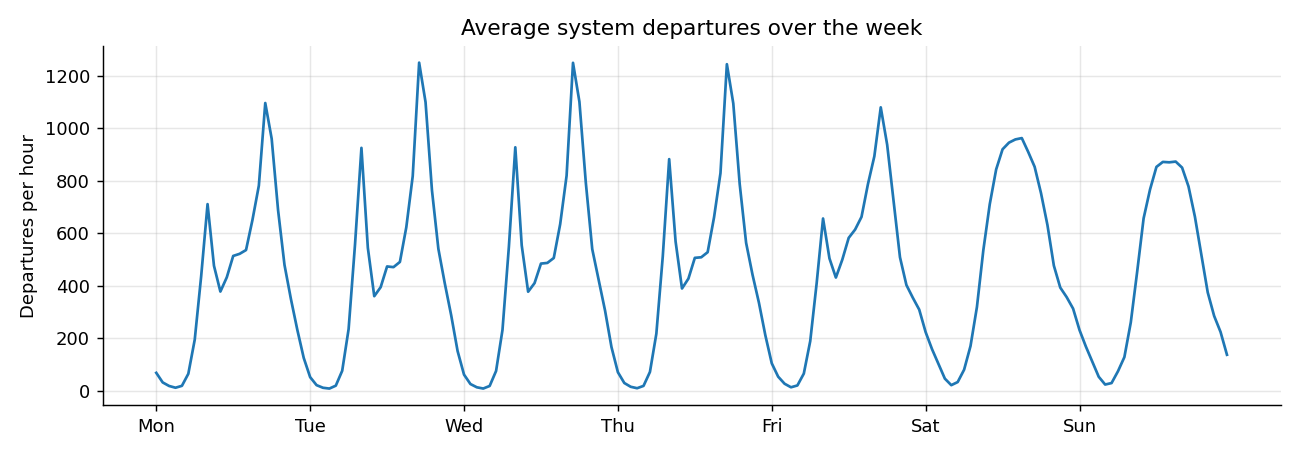 Average system departures over the week
Departures per hour
1200
1000
800
600
400
200
0
Mon Tue Wed Thu Fri Sat Sun